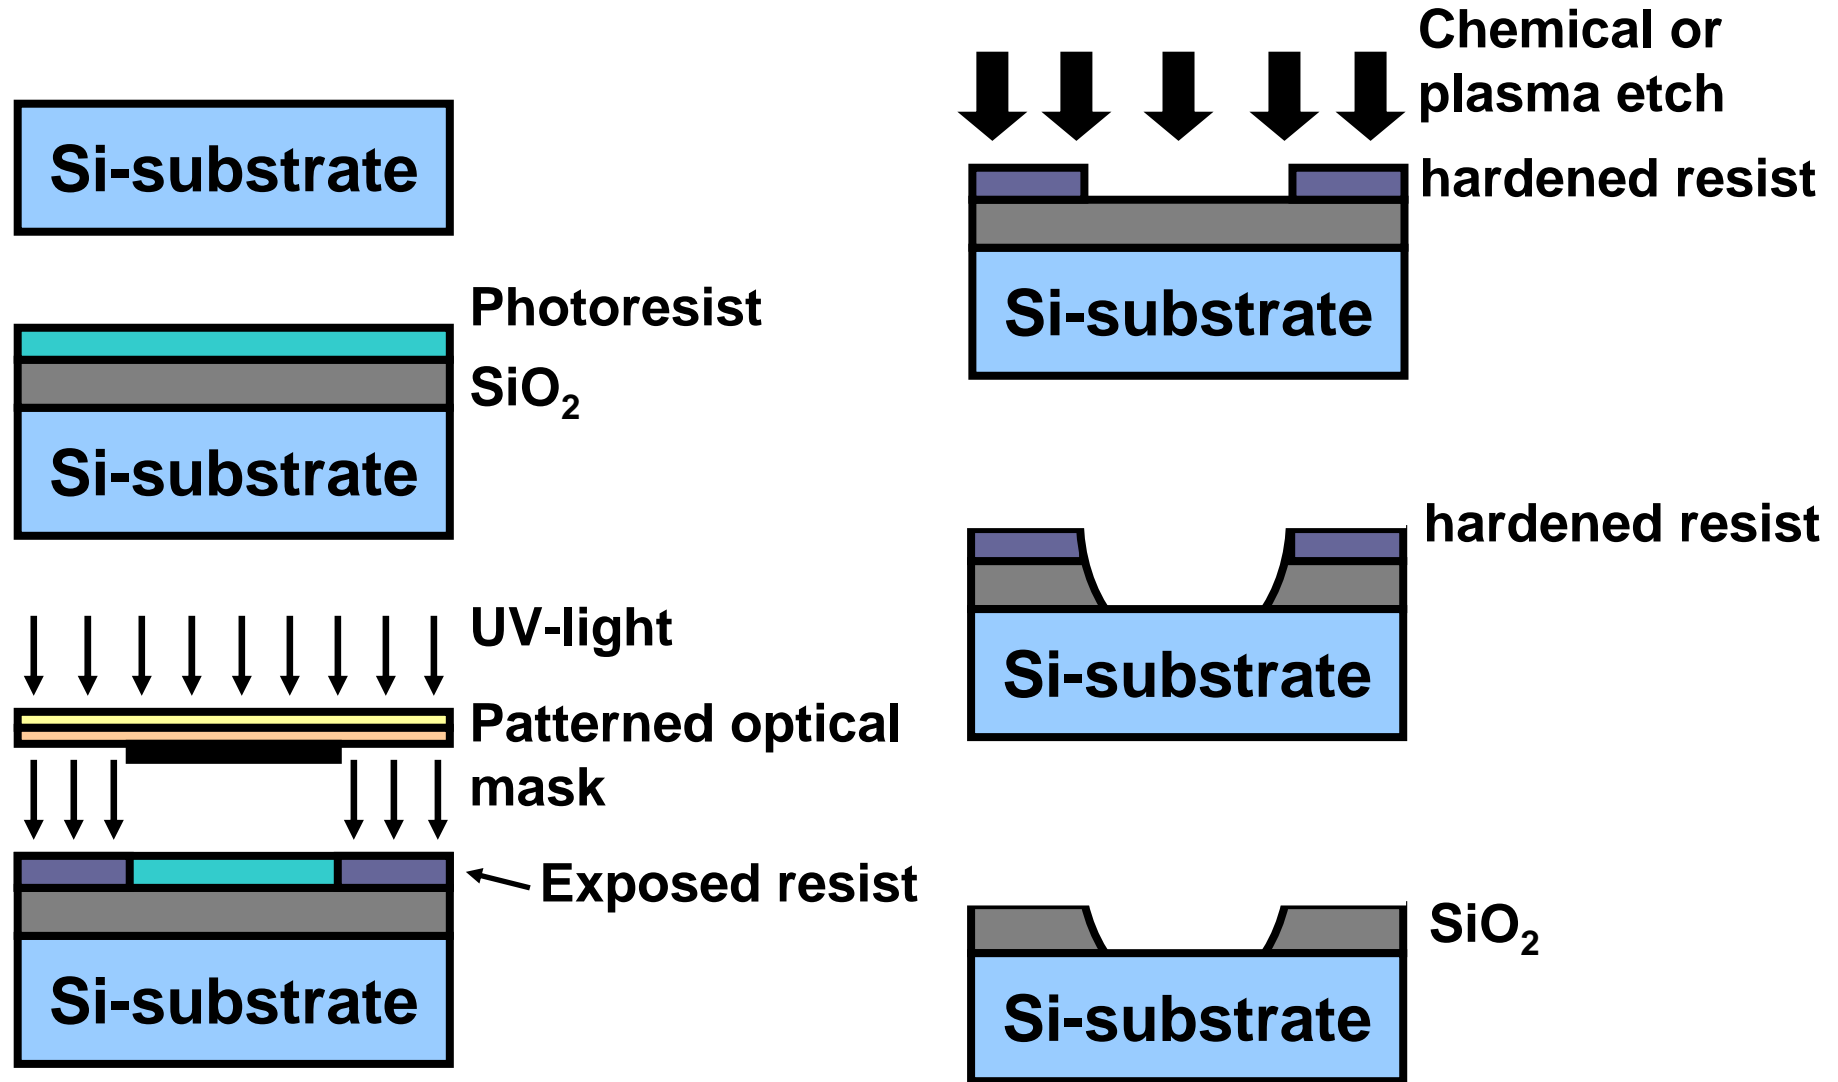 Si-substrate
Photoresist
SiO₂
Si-substrate
UV-light
Patterned optical
mask
Exposed resist
Si-substrate
Chemical or
plasma etch
hardened resist
Si-substrate
hardened resist
Si-substrate
SiO₂
Si-substrate